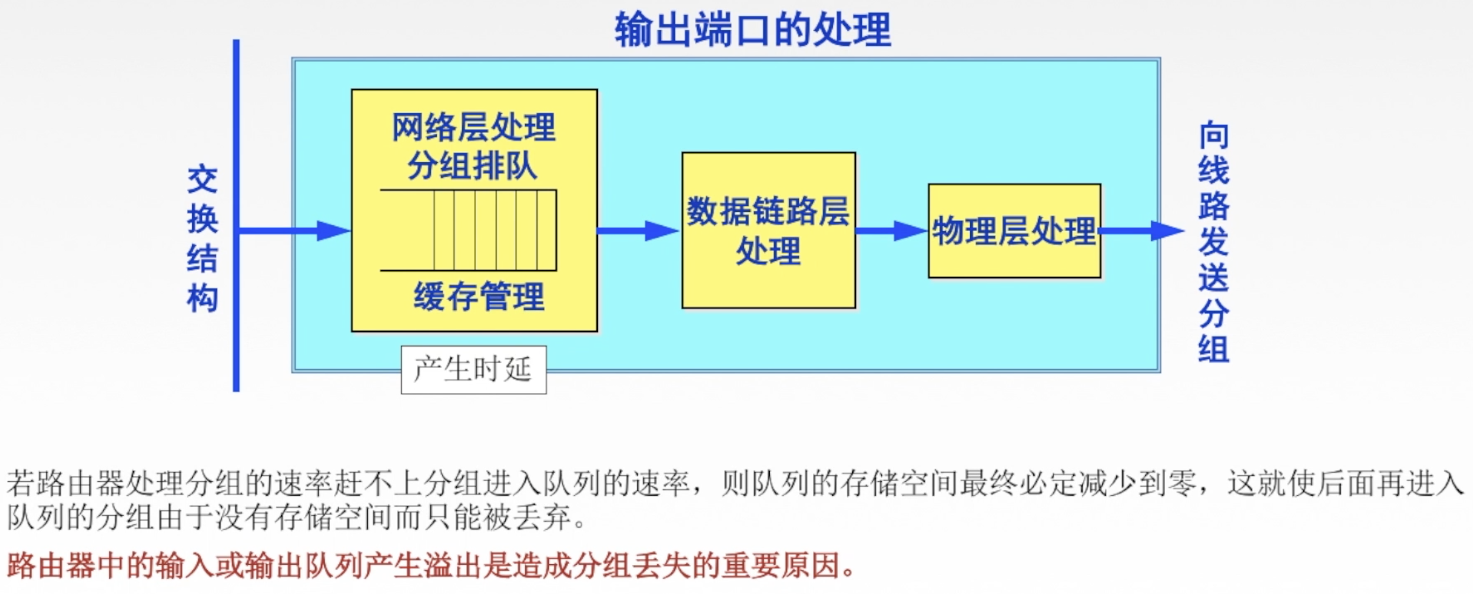 输出端口的处理
交换结构
网络层处理
分组排队
缓存管理
产生时延
数据链路层
处理
物理层处理
向线路发送分组
若路由器处理分组的速率赶不上分组进入队列的速率，则队列的存储空间最终必定减少到零，这就使后面再进入
队列的分组由于没有存储空间而只能被丢弃。
路由器中的输入或输出队列产生溢出是造成分组丢失的重要原因。